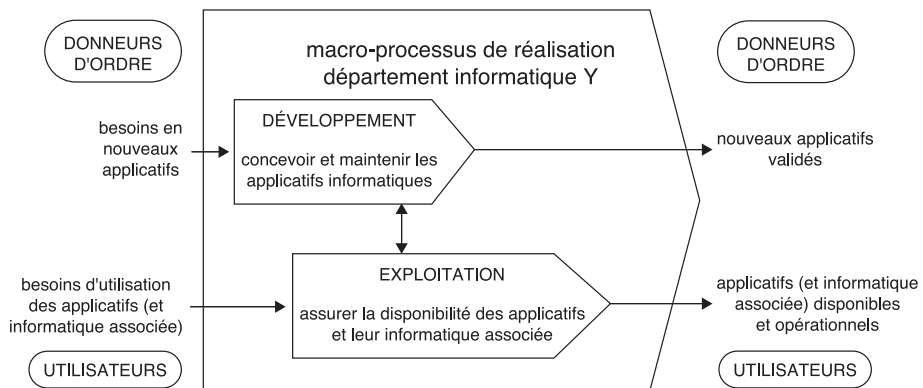 DONNEURS
D'ORDRE
macro-processus de réalisation
département informatique Y
DONNEURS
D'ORDRE
besoins en
nouveaux
applicatifs
DÉVELOPPEMENT
concevoir et maintenir les
applicatifs informatiques
nouveaux applicatifs
validés
besoins d'utilisation
des applicatifs (et
informatique associée)
EXPLOITATION
assurer la disponibilité des applicatifs
et leur informatique associée
applicatifs (et informatique
associée) disponibles
et opérationnels
UTILISATEURS
UTILISATEURS